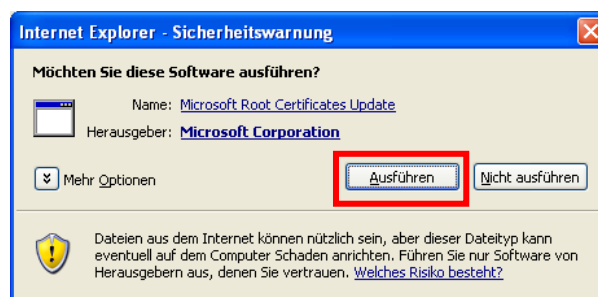 Internet Explorer - Sicherheitswarnung
Möchten Sie diese Software ausführen?
Name: Microsoft Root Certificates Update
Herausgeber: Microsoft Corporation
Mehr Optionen
Ausführen
Nicht ausführen
Dateien aus dem Internet können nützlich sein, aber dieser Dateityp kann
eventuell auf dem Computer Schaden anrichten. Führen Sie nur Software von
Herausgebern aus, denen Sie vertrauen. Welches Risiko besteht?